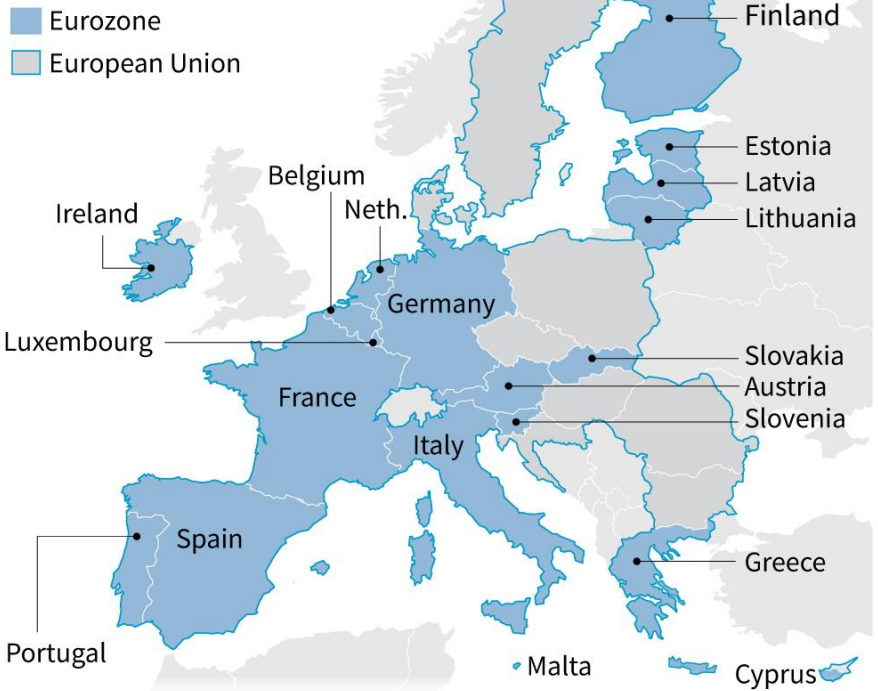 Eurozone
European Union
Finland
Estonia
Belgium
Latvia
Neth.
Ireland
Lithuania
Germany
Luxembourg
Slovakia
Austria
France
Slovenia
Italy
Spain
Greece
Portugal
Malta
Cyprus